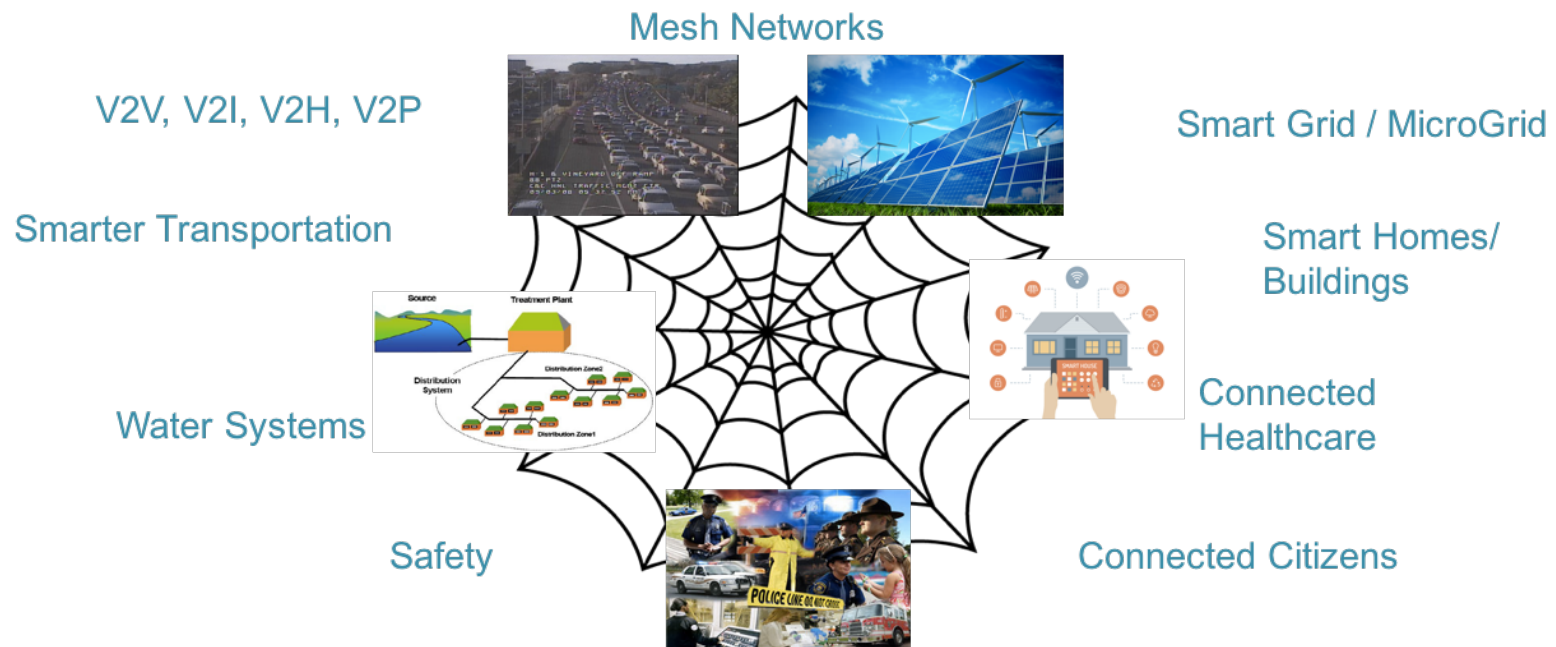 Mesh Networks
V2V, V2I, V2H, V2P
Smart Grid / MicroGrid
Smarter Transportation
Smart Homes/
Buildings
Source
Treatment Plant
Distribution Zone2
Distribution
System
Distribution Zone1
SMART HOUSE
Connected
Healthcare
Water Systems
Safety
Connected Citizens
POLICE LINE DO NOT CROSS